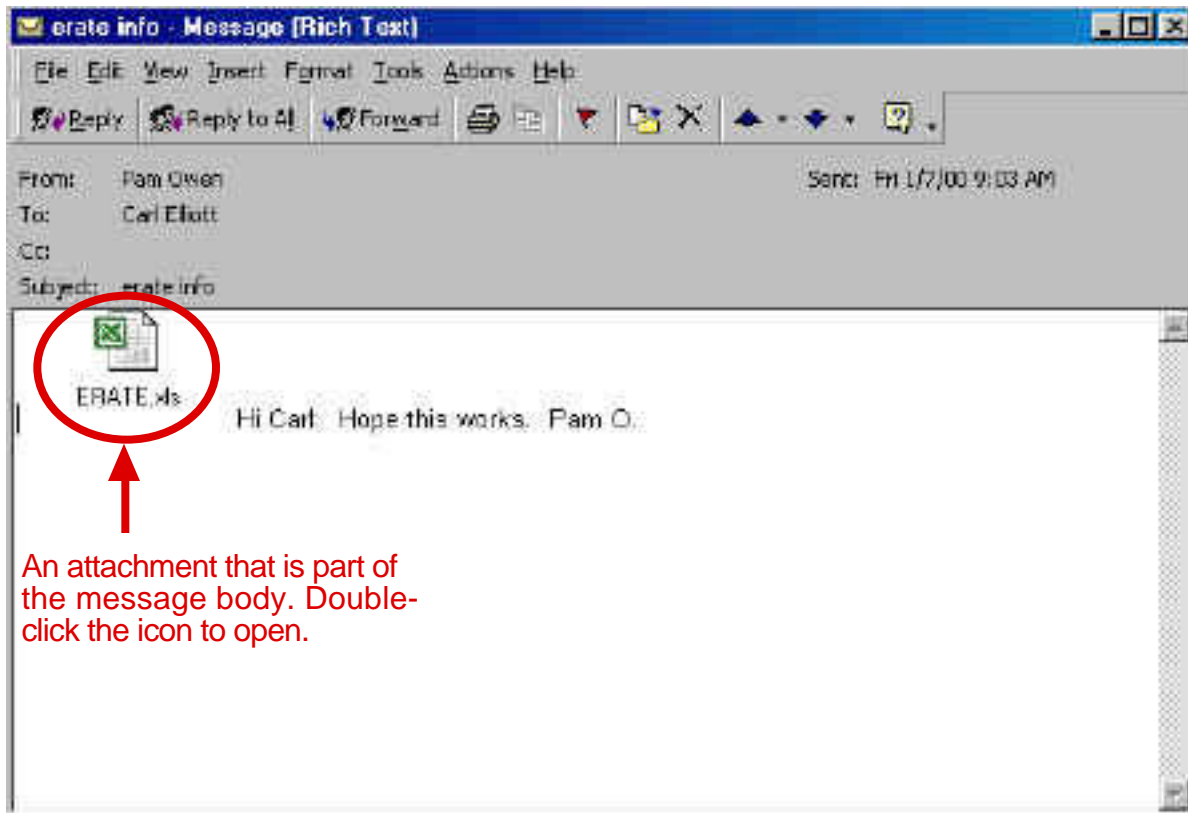 erate info - Message (Rich Text)
File Edit View Insert Format Tools Actions Help
Reply Reply to All Forward
From: Pam Owen Sent: Fri 1/7/00 9:03 AM
To: Carl Elliott
Cc:
Subject: erate info
ERATE.xls
Hi Carl. Hope this works. Pam O.
An attachment that is part of
the message body. Double-
click the icon to open.